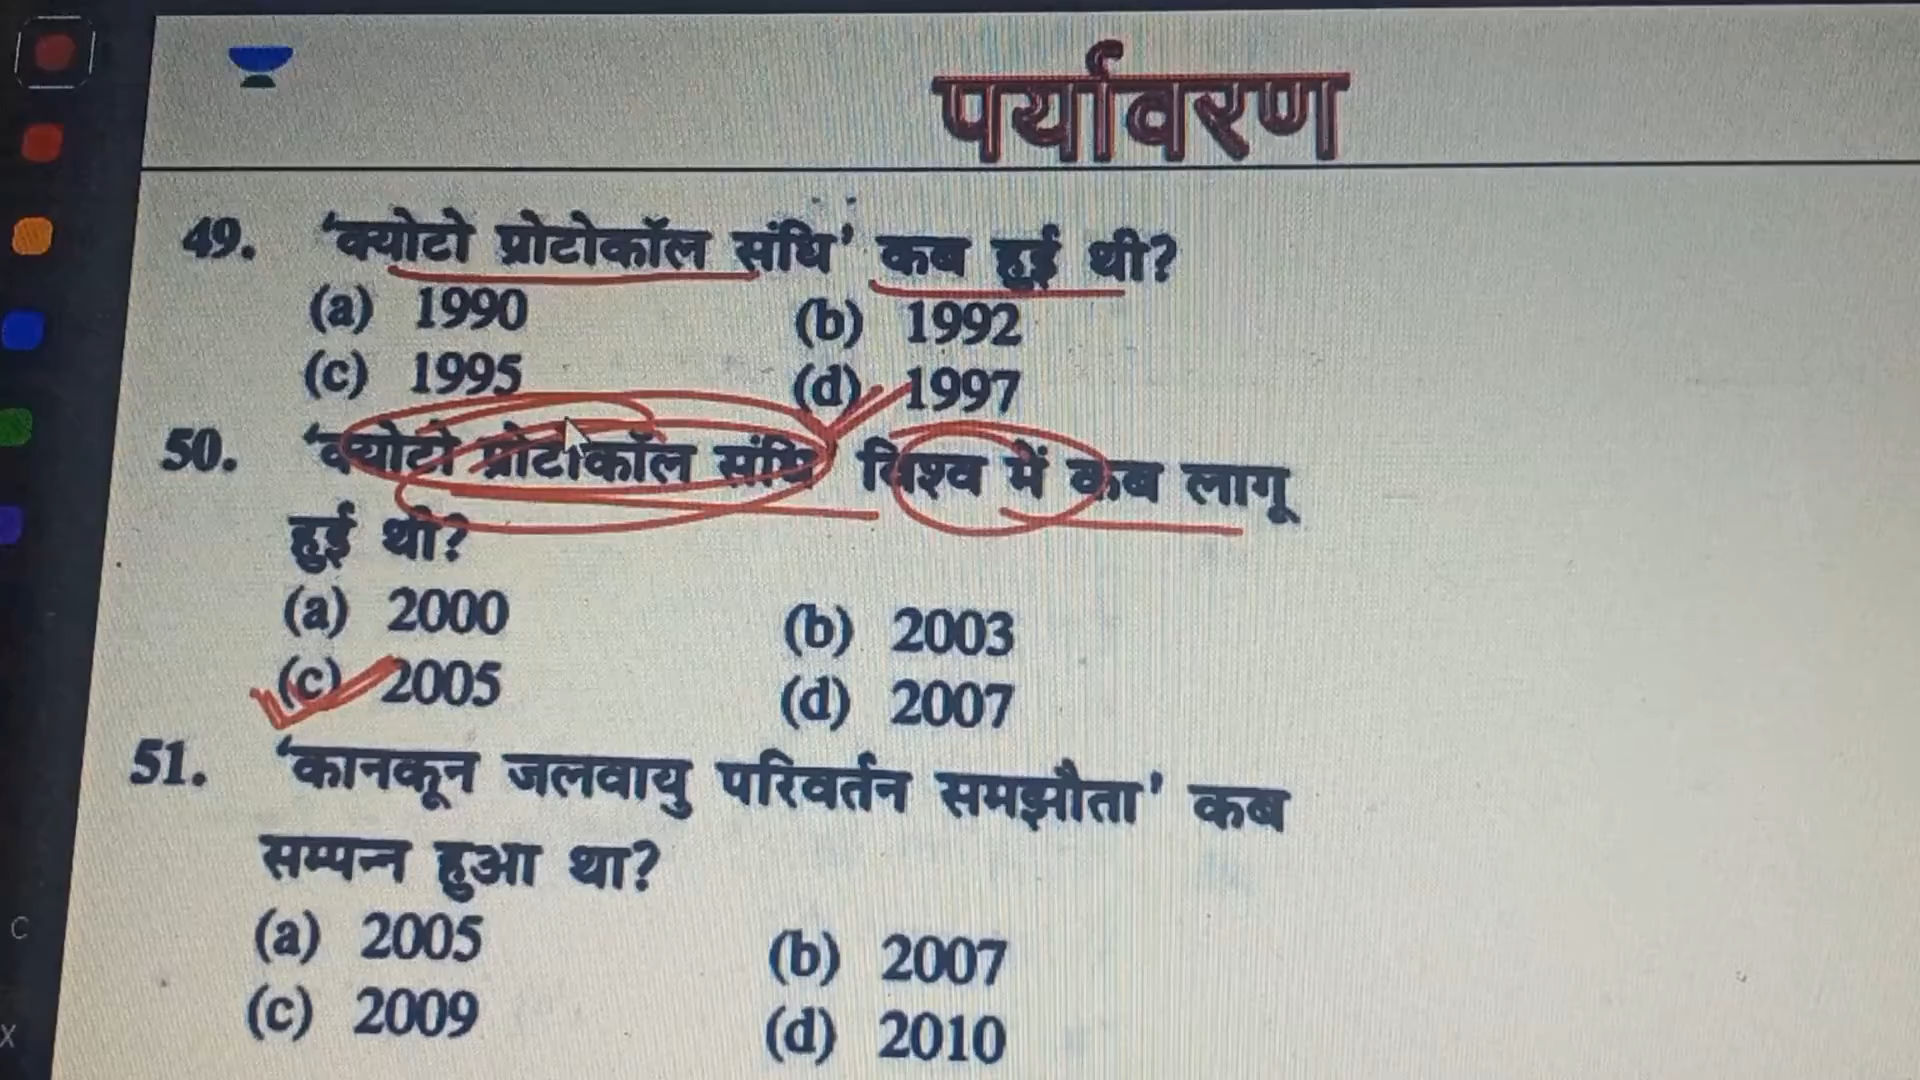 पर्यावरण
49. 'क्योटो प्रोटोकॉल संधि' कब हुई थी?
(a) 1990 (b) 1992
(c) 1995 (d) 1997
50. 'क्योटो प्रोटोकॉल संधि विश्व में कब लागू
हुई थी?
(a) 2000 (b) 2003
(c) 2005 (d) 2007
51. 'कानकून जलवायु परिवर्तन समझौता' कब
सम्पन्न हुआ था?
(a) 2005 (b) 2007
(c) 2009 (d) 2010
C
X